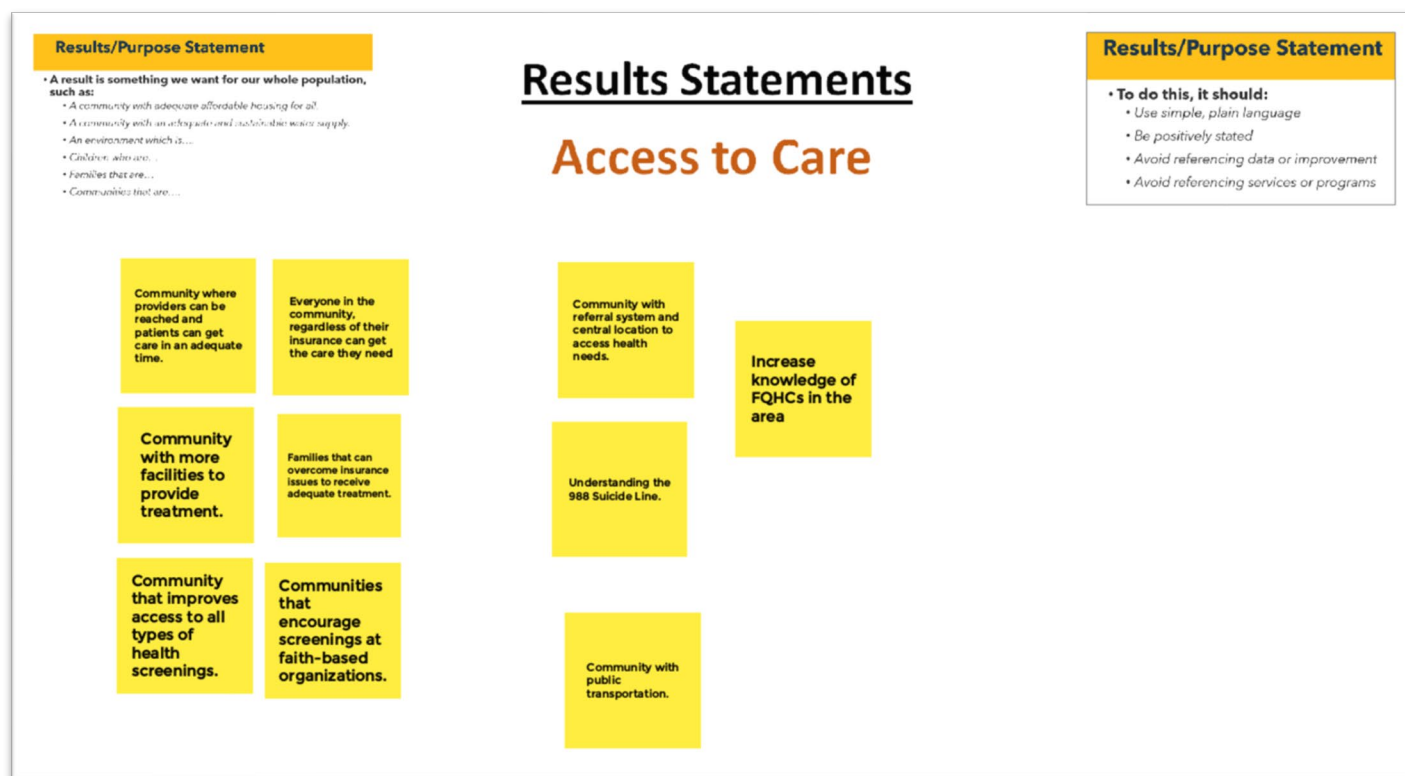 Results/Purpose Statement
• A result is something we want for our whole population,
such as:
• A community with adequate affordable housing for all.
• A community with an adequate and sustainable water supply.
• An environment which is....
• Children who are...
• Families that are...
• Communities that are....
Results Statements
Access to Care
Results/Purpose Statement
• To do this, it should:
• Use simple, plain language
• Be positively stated
• Avoid referencing data or improvement
• Avoid referencing services or programs
Community where
providers can be
reached and
patients can get
care in an adequate
time.
Everyone in the
community,
regardless of their
insurance can get
the care they need
Community
with more
facilities to
provide
treatment.
Families that can
overcome insurance
issues to receive
adequate treatment.
Community
that improves
access to all
types of
health
screenings.
Communities
that
encourage
screenings at
faith-based
organizations.
Community with
referral system and
central location to
access health
needs.
Increase
knowledge of
FQHCs in the
area
Understanding the
988 Suicide Line.
Community with
public
transportation.